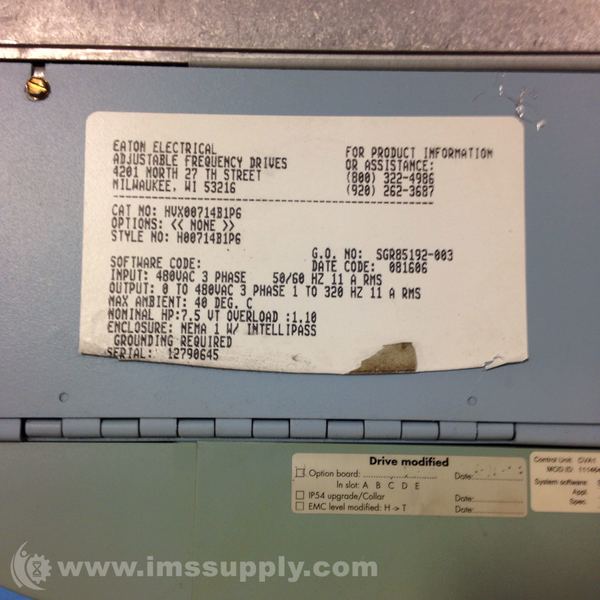 EATON ELECTRICAL
ADJUSTABLE FREQUENCY DRIVES
4201 NORTH 27 TH STREET
MILWAUKEE, WI 53216
FOR PRODUCT INFORMATION
OR ASSISTANCE:
(800) 322-4986
(920) 262-3687
CAT NO: HVX00714B1P6
OPTIONS: << NONE >>
STYLE NO: H00714B1P6
G.O. NO: SGR85192-003
SOFTWARE CODE: DATE CODE: 081606
INPUT: 480VAC 3 PHASE 50/60 HZ 11 A RMS
OUTPUT: 0 TO 480VAC 3 PHASE 1 TO 320 HZ 11 A RMS
MAX AMBIENT: 40 DEG. C
NOMINAL HP:7.5 VT OVERLOAD :1.10
ENCLOSURE: NEMA 1 W/ INTELLIPASS
GROUNDING REQUIRED
SERIAL: 12790645
Drive modified
Option board: Date:
In slot: A B C D E
IP54 upgrade/Collar Date:
EMC level modified: H -> T Date:
Control Unit:
MOD ID:
System software:
Appl.
Spec.
www.imssupply.com